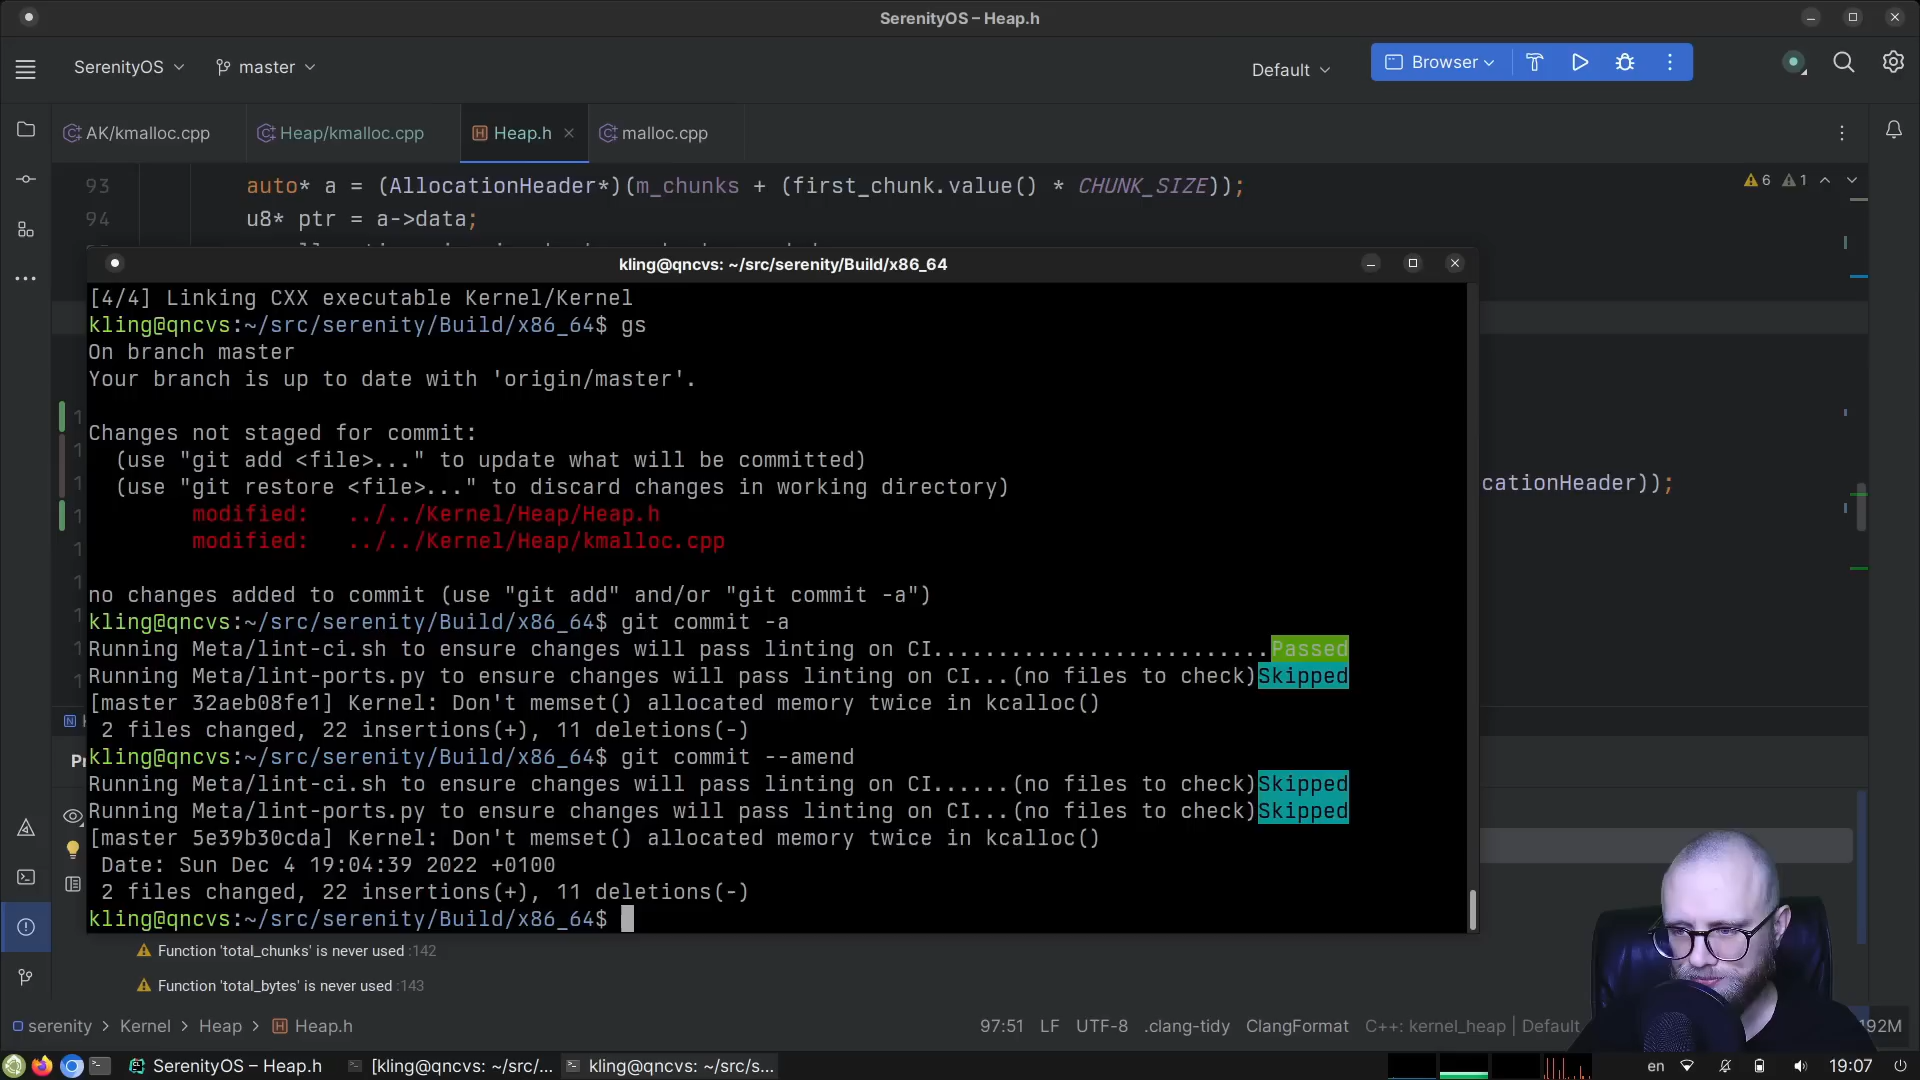 SerenityOS – Heap.h
SerenityOS
master
Default
Browser
AK/kmalloc.cpp
Heap/kmalloc.cpp
Heap.h
malloc.cpp
93 auto* a = (AllocationHeader*)(m_chunks + (first_chunk.value() * CHUNK_SIZE));
6 1
94 u8* ptr = a->data;
kling@qncvs: ~/src/serenity/Build/x86_64
[4/4] Linking CXX executable Kernel/Kernel
kling@qncvs:~/src/serenity/Build/x86_64$ gs
On branch master
Your branch is up to date with 'origin/master'.
Changes not staged for commit:
(use "git add <file>..." to update what will be committed)
(use "git restore <file>..." to discard changes in working directory)
cationHeader));
modified: ../../Kernel/Heap/Heap.h
modified: ../../Kernel/Heap/kmalloc.cpp
no changes added to commit (use "git add" and/or "git commit -a")
kling@qncvs:~/src/serenity/Build/x86_64$ git commit -a
Running Meta/lint-ci.sh to ensure changes will pass linting on CI..........................Passed
Running Meta/lint-ports.py to ensure changes will pass linting on CI...(no files to check)Skipped
[master 32aeb08fe1] Kernel: Don't memset() allocated memory twice in kcalloc()
2 files changed, 22 insertions(+), 11 deletions(-)
kling@qncvs:~/src/serenity/Build/x86_64$ git commit --amend
Running Meta/lint-ci.sh to ensure changes will pass linting on CI......(no files to check)Skipped
Running Meta/lint-ports.py to ensure changes will pass linting on CI...(no files to check)Skipped
[master 5e39b30cda] Kernel: Don't memset() allocated memory twice in kcalloc()
Date: Sun Dec 4 19:04:39 2022 +0100
2 files changed, 22 insertions(+), 11 deletions(-)
kling@qncvs:~/src/serenity/Build/x86_64$
Function 'total_chunks' is never used :142
Function 'total_bytes' is never used :143
serenity > Kernel > Heap > Heap.h
97:51 LF UTF-8 .clang-tidy ClangFormat C++: kernel_heap | Default
192M
SerenityOS – Heap.h
[kling@qncvs: ~/src/...
kling@qncvs: ~/src/s...
en
19:07